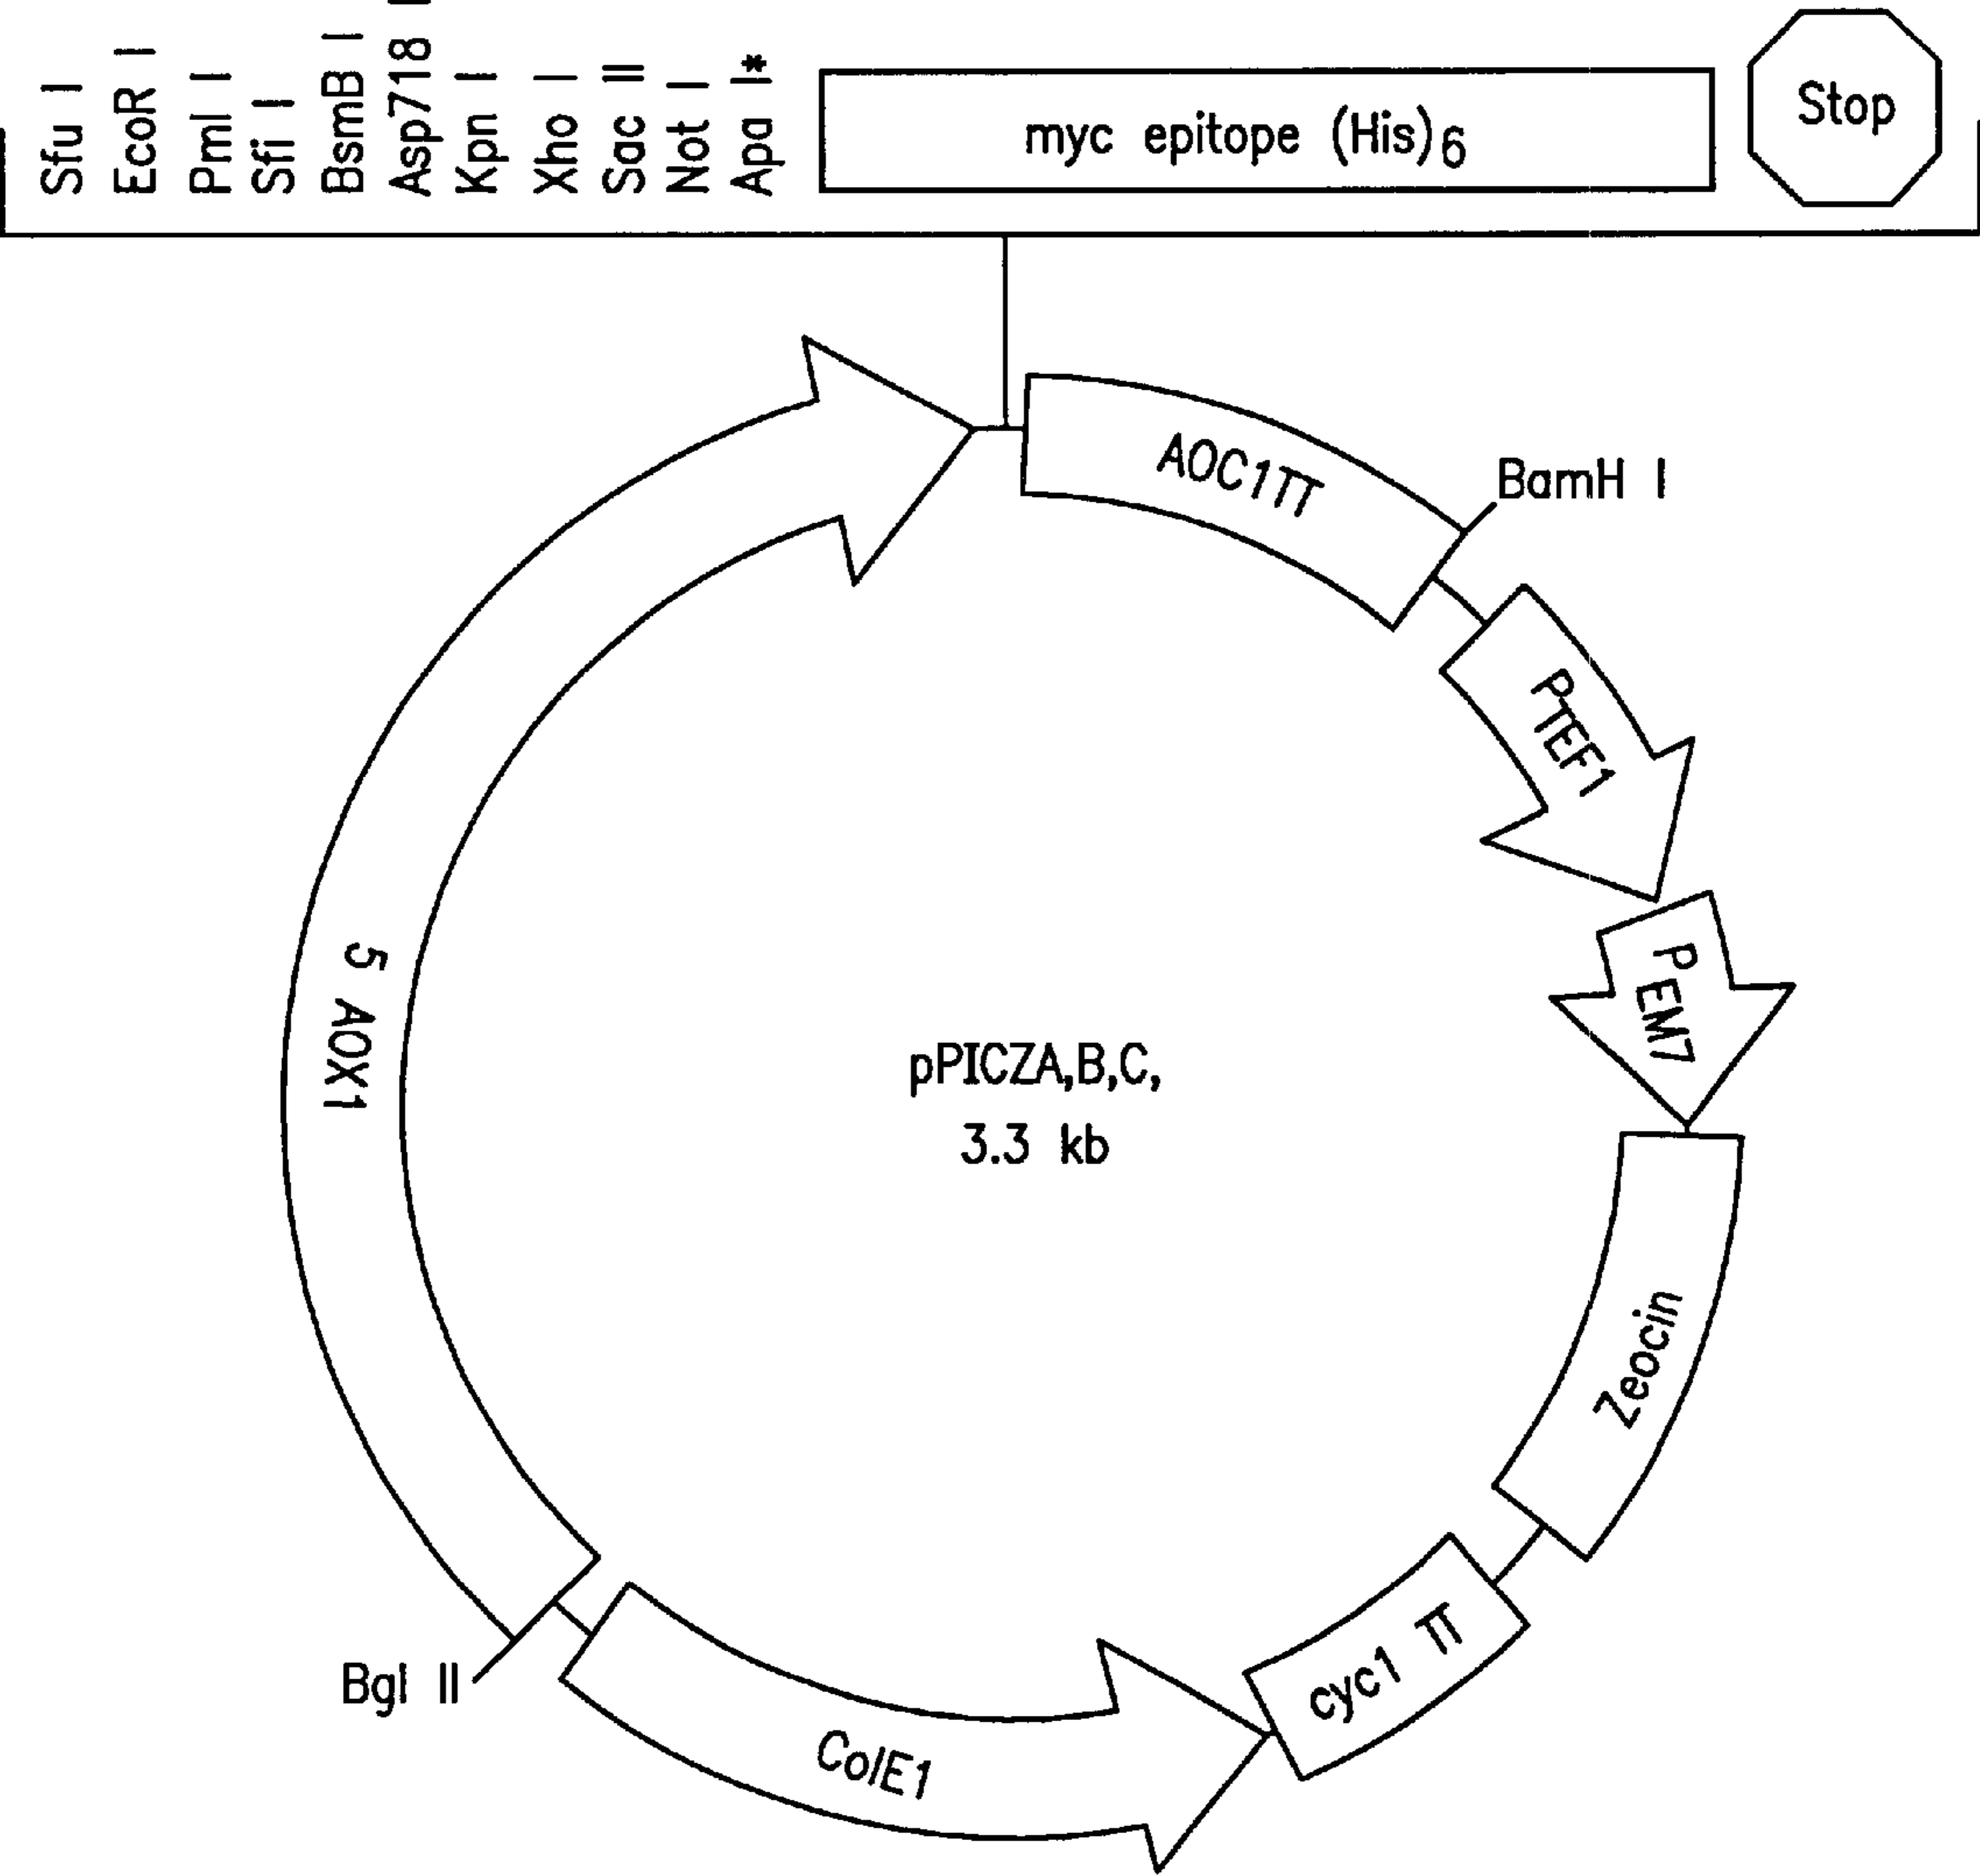 Sfu I
EcoR I
Pml I
Sfi I
BsmB I
Asp718 I
Kpn I
Xho I
Sac II
Not I
Apa I*
myc epitope (His)6
Stop
AOC1TT
BamH I
PTEF1
P EM7
5 AOX1
pPICZA,B,C,
3.3 kb
Zeocin
cyc1 TT
Bgl II
ColE1